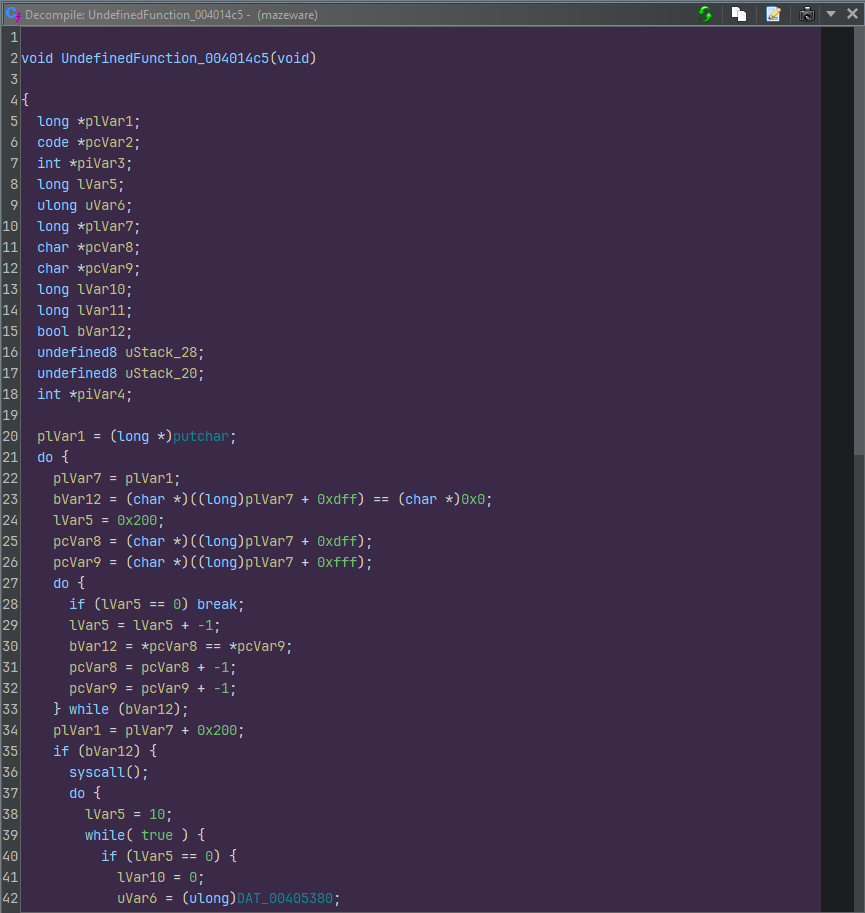 Decompile: UndefinedFunction_004014c5 - (mazeware)
1
2 void UndefinedFunction_004014c5(void)
3
4 {
5 long *plVar1;
6 code *pcVar2;
7 int *piVar3;
8 long lVar5;
9 ulong uVar6;
10 long *plVar7;
11 char *pcVar8;
12 char *pcVar9;
13 long lVar10;
14 long lVar11;
15 bool bVar12;
16 undefined8 uStack_28;
17 undefined8 uStack_20;
18 int *piVar4;
19
20 plVar1 = (long *)putchar;
21 do {
22 plVar7 = plVar1;
23 bVar12 = (char *)((long)plVar7 + 0xdff) == (char *)0x0;
24 lVar5 = 0x200;
25 pcVar8 = (char *)((long)plVar7 + 0xdff);
26 pcVar9 = (char *)((long)plVar7 + 0xfff);
27 do {
28 if (lVar5 == 0) break;
29 lVar5 = lVar5 + -1;
30 bVar12 = *pcVar8 == *pcVar9;
31 pcVar8 = pcVar8 + -1;
32 pcVar9 = pcVar9 + -1;
33 } while (bVar12);
34 plVar1 = plVar7 + 0x200;
35 if (bVar12) {
36 syscall();
37 do {
38 lVar5 = 10;
39 while( true ) {
40 if (lVar5 == 0) {
41 lVar10 = 0;
42 uVar6 = (ulong)DAT_00405380;